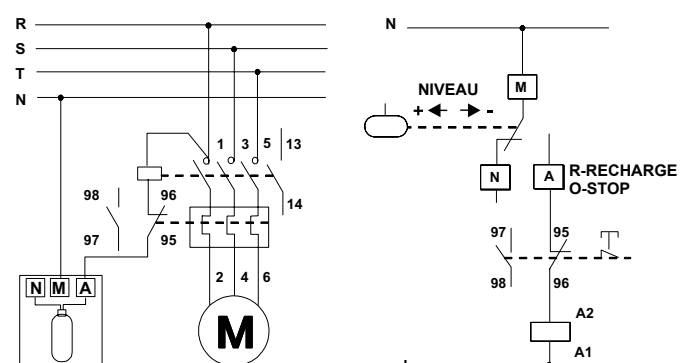 R
S
T
N
1 3 5 13
14
98 96
97 95
N M A
2 4 6
M
N
M
NIVEAU
+ -
N A R-RECHARGE
O-STOP
97 95
98 96
A2
A1